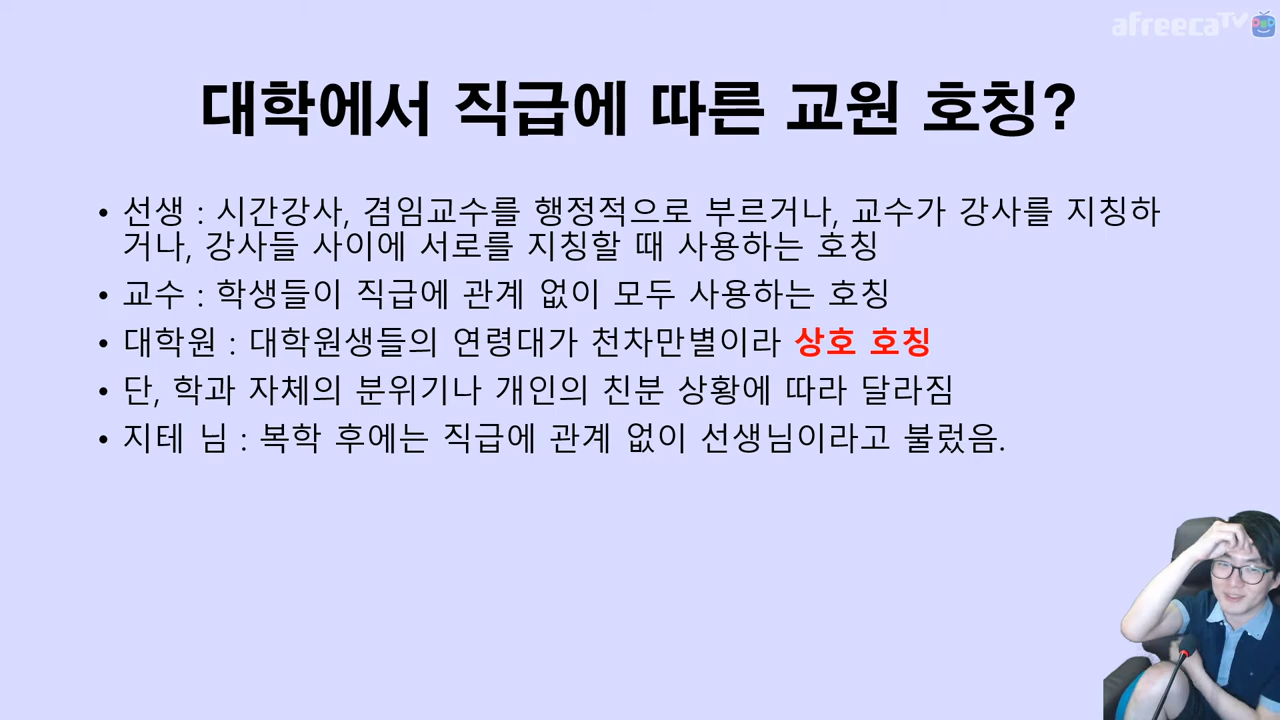 afreecaTV
대학에서 직급에 따른 교원 호칭?
• 선생 : 시간강사, 겸임교수를 행정적으로 부르거나, 교수가 강사를 지칭하
거나, 강사들 사이에 서로를 지칭할 때 사용하는 호칭
• 교수 : 학생들이 직급에 관계 없이 모두 사용하는 호칭
• 대학원 : 대학원생들의 연령대가 천차만별이라 상호 호칭
• 단, 학과 자체의 분위기나 개인의 친분 상황에 따라 달라짐
• 지테 님 : 복학 후에는 직급에 관계 없이 선생님이라고 불렀음.